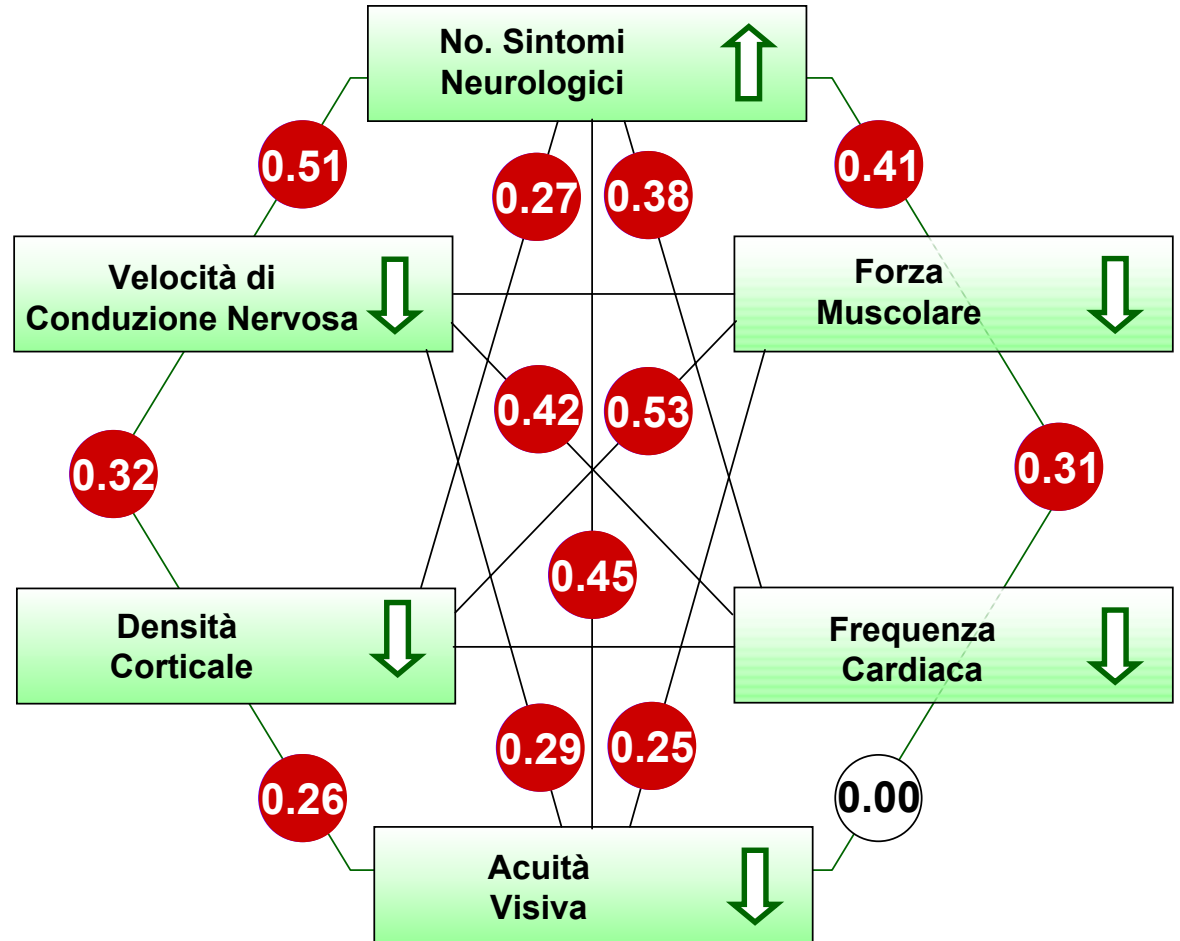 No. Sintomi
Neurologici
0.51
0.27
0.38
0.41
Velocità di
Conduzione Nervosa
Forza
Muscolare
0.42
0.53
0.32
0.31
0.45
Densità
Corticale
Frequenza
Cardiaca
0.29
0.25
0.26
0.00
Acuità
Visiva